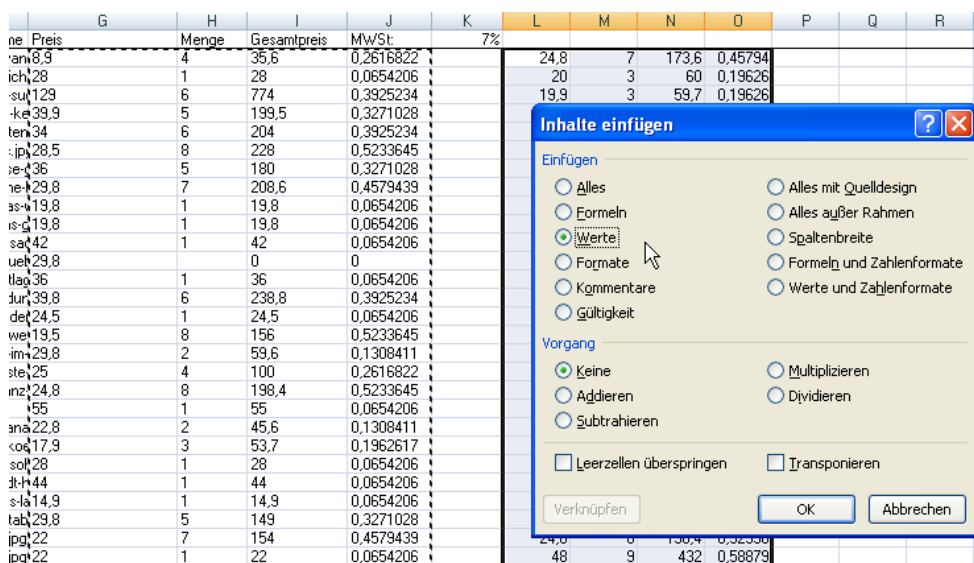 G H I J K L M N O P Q R
Preis Menge Gesamtpreis MWSt: 7%
8,9 4 35,6 0,2616822 24,8 7 173,6 0,45794
28 1 28 0,0654206 20 3 60 0,19626
129 6 774 0,3925234 19,9 3 59,7 0,19626
39,9 5 199,5 0,3271028
34 6 204 0,3925234
28,5 8 228 0,5233645
36 5 180 0,3271028
29,8 7 208,6 0,4579439
19,8 1 19,8 0,0654206
19,8 1 19,8 0,0654206
42 1 42 0,0654206
29,8 0 0
36 1 36 0,0654206
39,8 6 238,8 0,3925234
24,5 1 24,5 0,0654206
19,5 8 156 0,5233645
29,8 2 59,6 0,1308411
25 4 100 0,2616822
24,8 8 198,4 0,5233645
55 1 55 0,0654206
22,8 2 45,6 0,1308411
17,9 3 53,7 0,1962617
28 1 28 0,0654206
44 1 44 0,0654206
14,9 1 14,9 0,0654206
29,8 5 149 0,3271028
22 7 154 0,4579439
22 1 22 0,0654206 48 9 432 0,58879
Inhalte einfügen
Einfügen
Alles Alles mit Quelldesign
Formeln Alles außer Rahmen
Werte Spaltenbreite
Formate Formeln und Zahlenformate
Kommentare Werte und Zahlenformate
Gültigkeit
Vorgang
Keine Multiplizieren
Addieren Dividieren
Subtrahieren
Leerzellen überspringen Transponieren
Verknüpfen OK Abbrechen